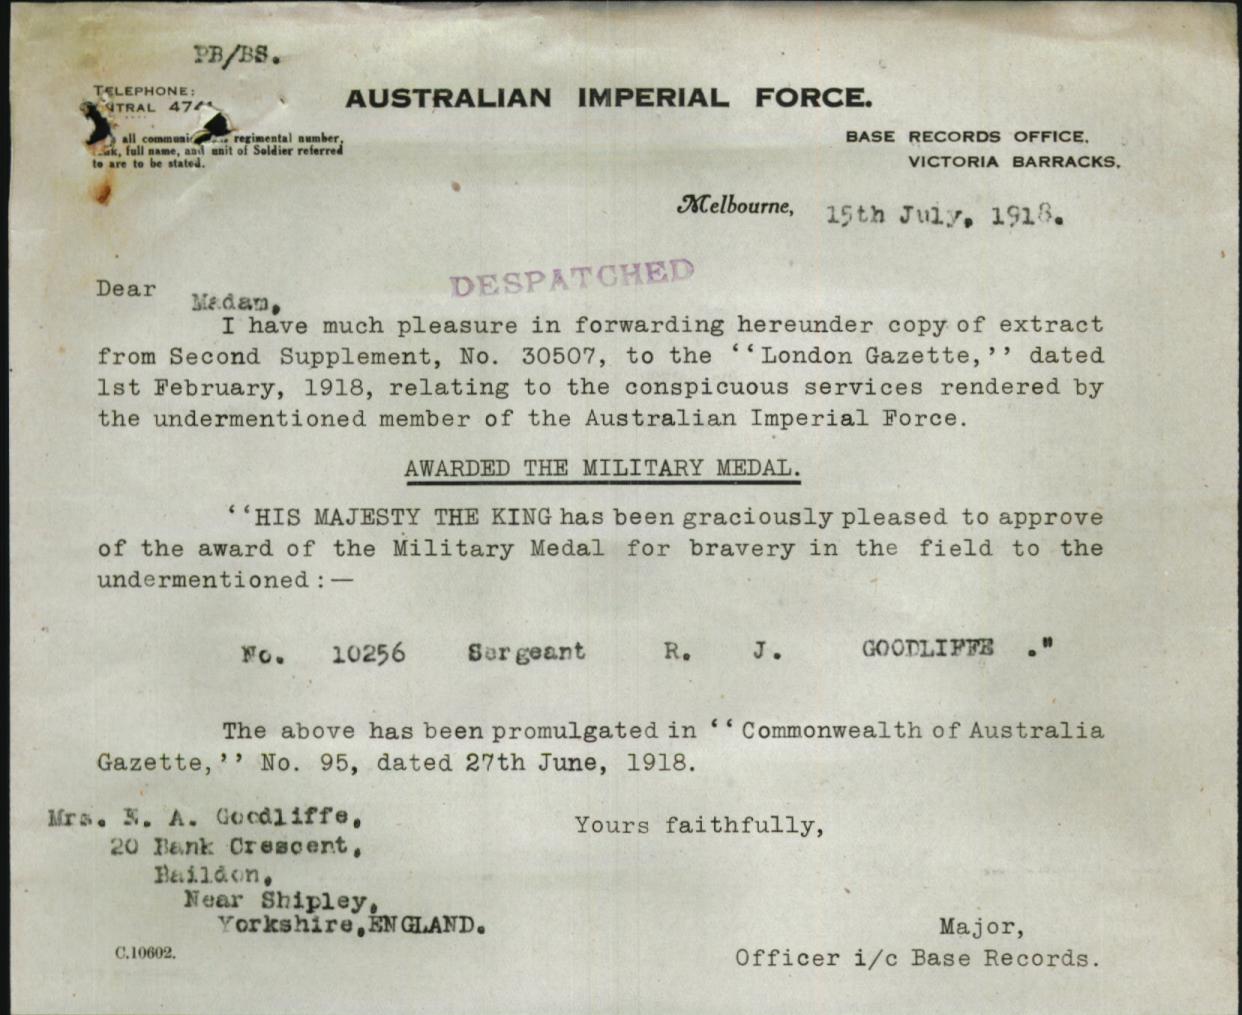 PB/BS.
TELEPHONE:
AUSTRALIAN IMPERIAL FORCE.
all regimental number,
full name, and unit of Soldier referred
to are to be stated.
BASE RECORDS OFFICE.
VICTORIA BARRACKS.
Melbourne, 15th July, 1918.
DESPATCHED
Dear Madam,
I have much pleasure in forwarding hereunder copy of extract
from Second Supplement, No. 30507, to the ‘‘London Gazette,’’ dated
1st February, 1918, relating to the conspicuous services rendered by
the undermentioned member of the Australian Imperial Force.
AWARDED THE MILITARY MEDAL.
‘‘HIS MAJESTY THE KING has been graciously pleased to approve
of the award of the Military Medal for bravery in the field to the
undermentioned:—
No. 10256 Sergeant R. J. GOODLIFFE ."
The above has been promulgated in ‘‘Commonwealth of Australia
Gazette,’’ No. 95, dated 27th June, 1918.
Mrs. A. Goodliffe,
20 Bank Crescent,
Baildon,
Near Shipley,
Yorkshire,ENGLAND.
Yours faithfully,
Major,
Officer i/c Base Records.
C.10602.